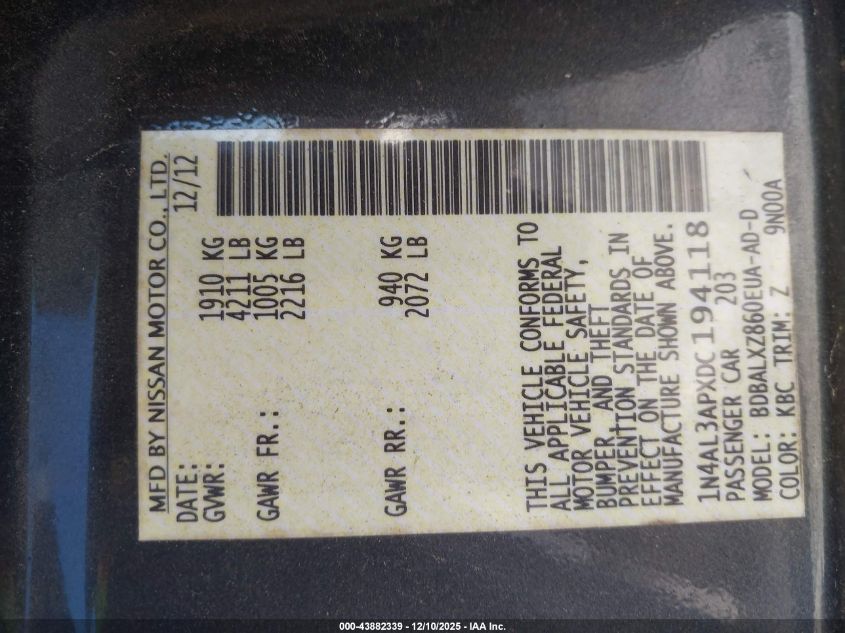 MFD BY NISSAN MOTOR CO., LTD.
DATE: 12/12
GVWR: 1910 KG
4211 LB
GAWR FR.: 1005 KG
2216 LB
GAWR RR.: 940 KG
2072 LB
THIS VEHICLE CONFORMS TO
ALL APPLICABLE FEDERAL
MOTOR VEHICLE SAFETY,
BUMPER, AND THEFT
PREVENTION STANDARDS IN
EFFECT ON THE DATE OF
MANUFACTURE SHOWN ABOVE.
1N4AL3APXDC194118
PASSENGER CAR 203
MODEL: BDBALXZ860EUA-AD-D
COLOR: KBC TRIM: Z 9N00A
000-43882339 - 12/10/2025 - IAA Inc.